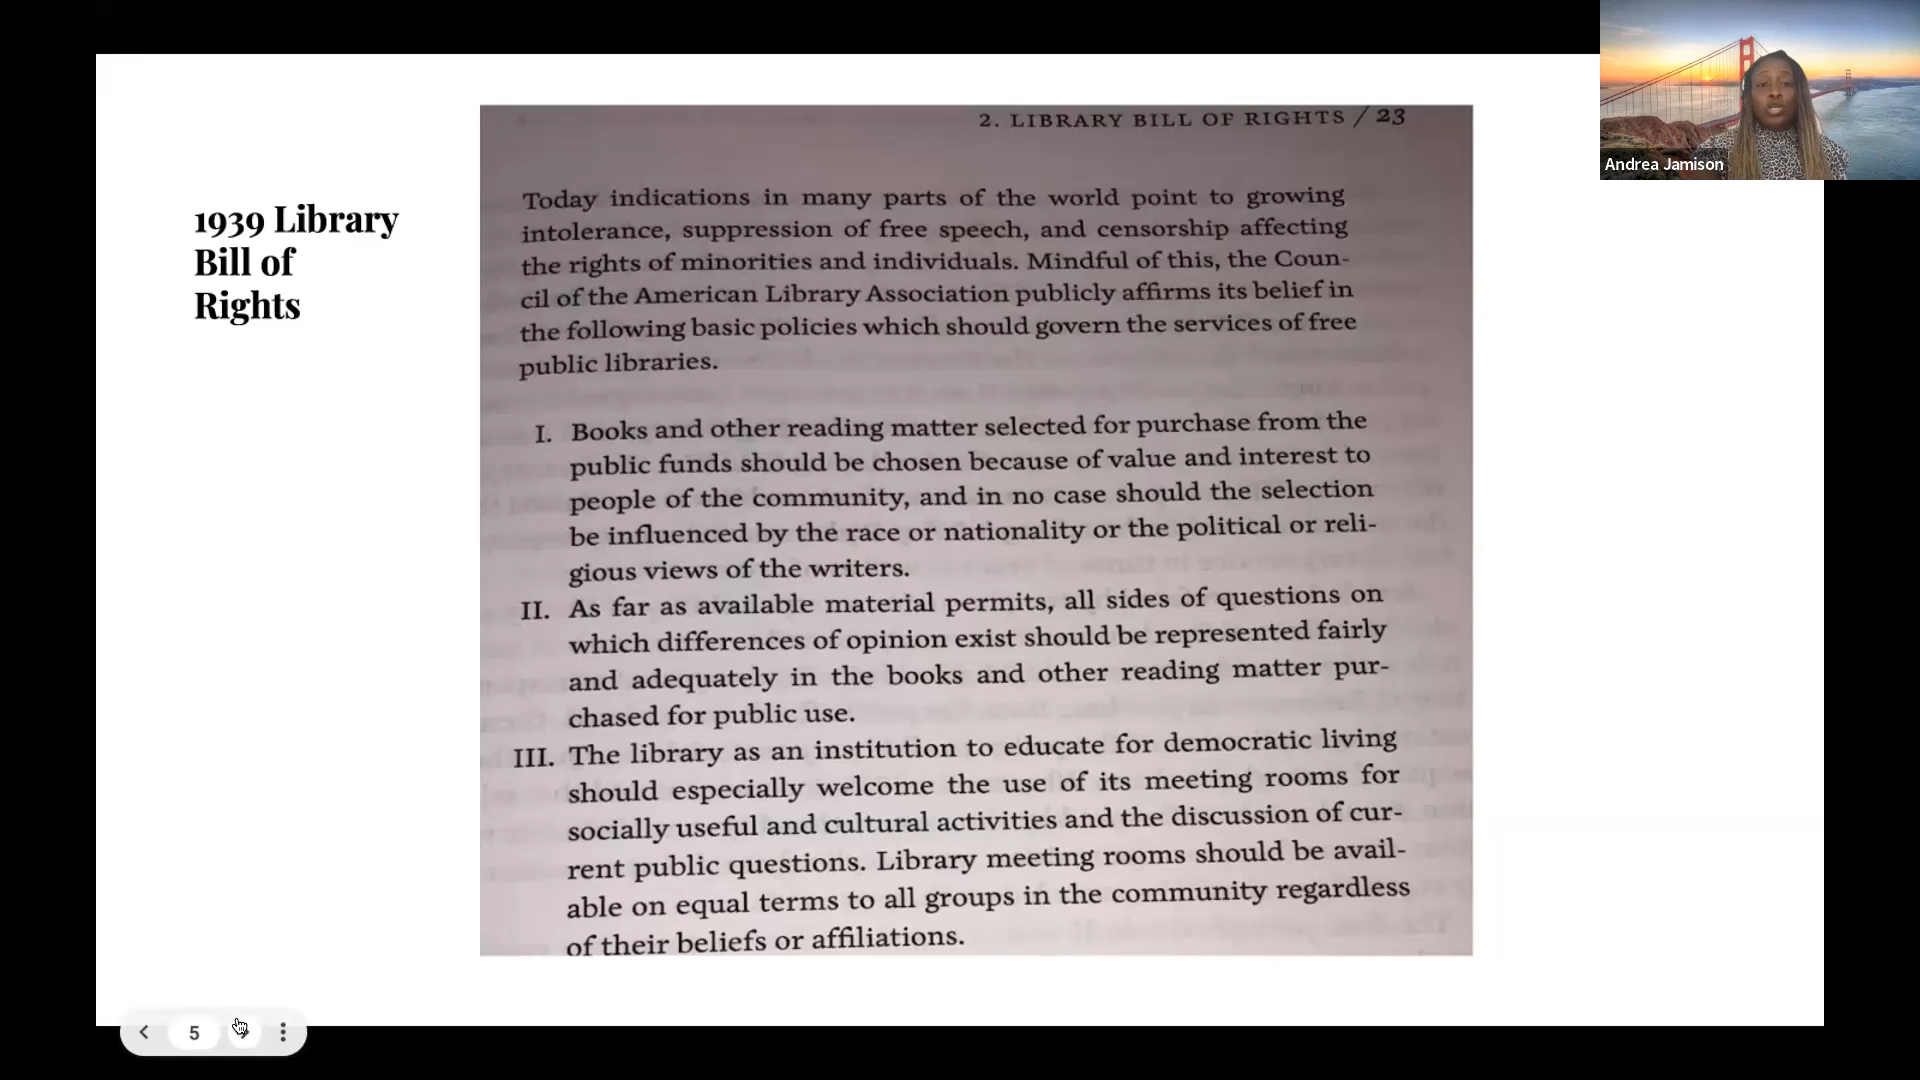 1939 Library
Bill of
Rights
2. LIBRARY BILL OF RIGHTS / 23
Today indications in many parts of the world point to growing
intolerance, suppression of free speech, and censorship affecting
the rights of minorities and individuals. Mindful of this, the Coun-
cil of the American Library Association publicly affirms its belief in
the following basic policies which should govern the services of free
public libraries.
I. Books and other reading matter selected for purchase from the
public funds should be chosen because of value and interest to
people of the community, and in no case should the selection
be influenced by the race or nationality or the political or reli-
gious views of the writers.
II. As far as available material permits, all sides of questions on
which differences of opinion exist should be represented fairly
and adequately in the books and other reading matter pur-
chased for public use.
III. The library as an institution to educate for democratic living
should especially welcome the use of its meeting rooms for
socially useful and cultural activities and the discussion of cur-
rent public questions. Library meeting rooms should be avail-
able on equal terms to all groups in the community regardless
of their beliefs or affiliations.
Andrea Jamison
5